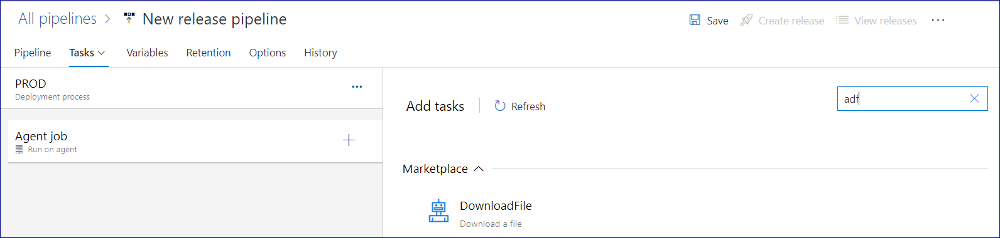 All pipelines > New release pipeline
Save Create release View releases ...
Pipeline Tasks Variables Retention Options History
PROD
Deployment process
Agent job
Run on agent
Add tasks Refresh adf
Marketplace
DownloadFile
Download a file